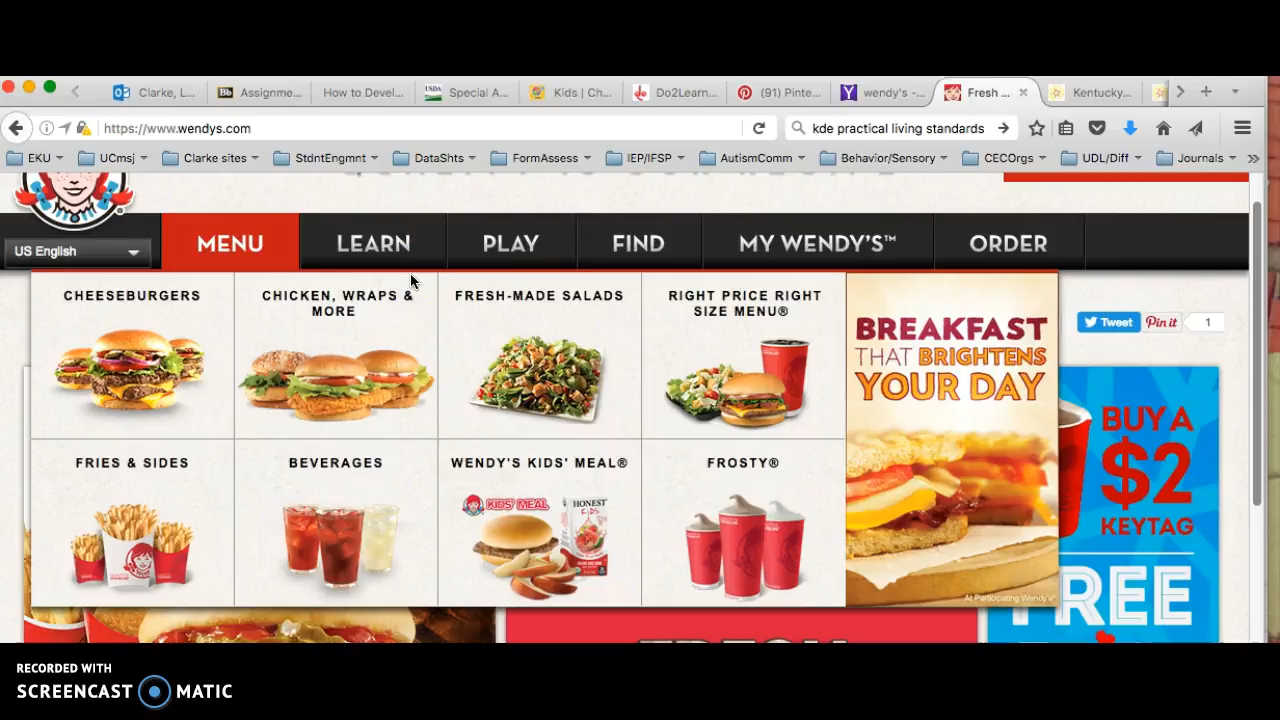 Clarke, L...
Bb Assignme...
How to Devel...
USDA Special A...
Kids | Ch...
Do2Learn...
(91) Pinte...
wendy's -...
Fresh ...
Kentucky...
https://www.wendys.com
kde practical living standards
EKU
UCmsj
Clarke sites
StdntEngmnt
DataShts
FormAssess
IEP/IFSP
AutismComm
Behavior/Sensory
CECOrgs
UDL/Diff
Journals
US English
MENU
LEARN
PLAY
FIND
MY WENDY'S™
ORDER
CHEESEBURGERS
CHICKEN, WRAPS &
MORE
FRESH-MADE SALADS
RIGHT PRICE RIGHT
SIZE MENU®
BREAKFAST
THAT BRIGHTENS
YOUR DAY
Tweet
Pin it
1
FRIES & SIDES
BEVERAGES
WENDY'S KIDS' MEAL®
KIDS' MEAL
HONEST
KIDS
FROSTY®
At Participating Wendy's®
BUY A
$2
KEYTAG
FREE
RECORDED WITH
SCREENCAST MATIC